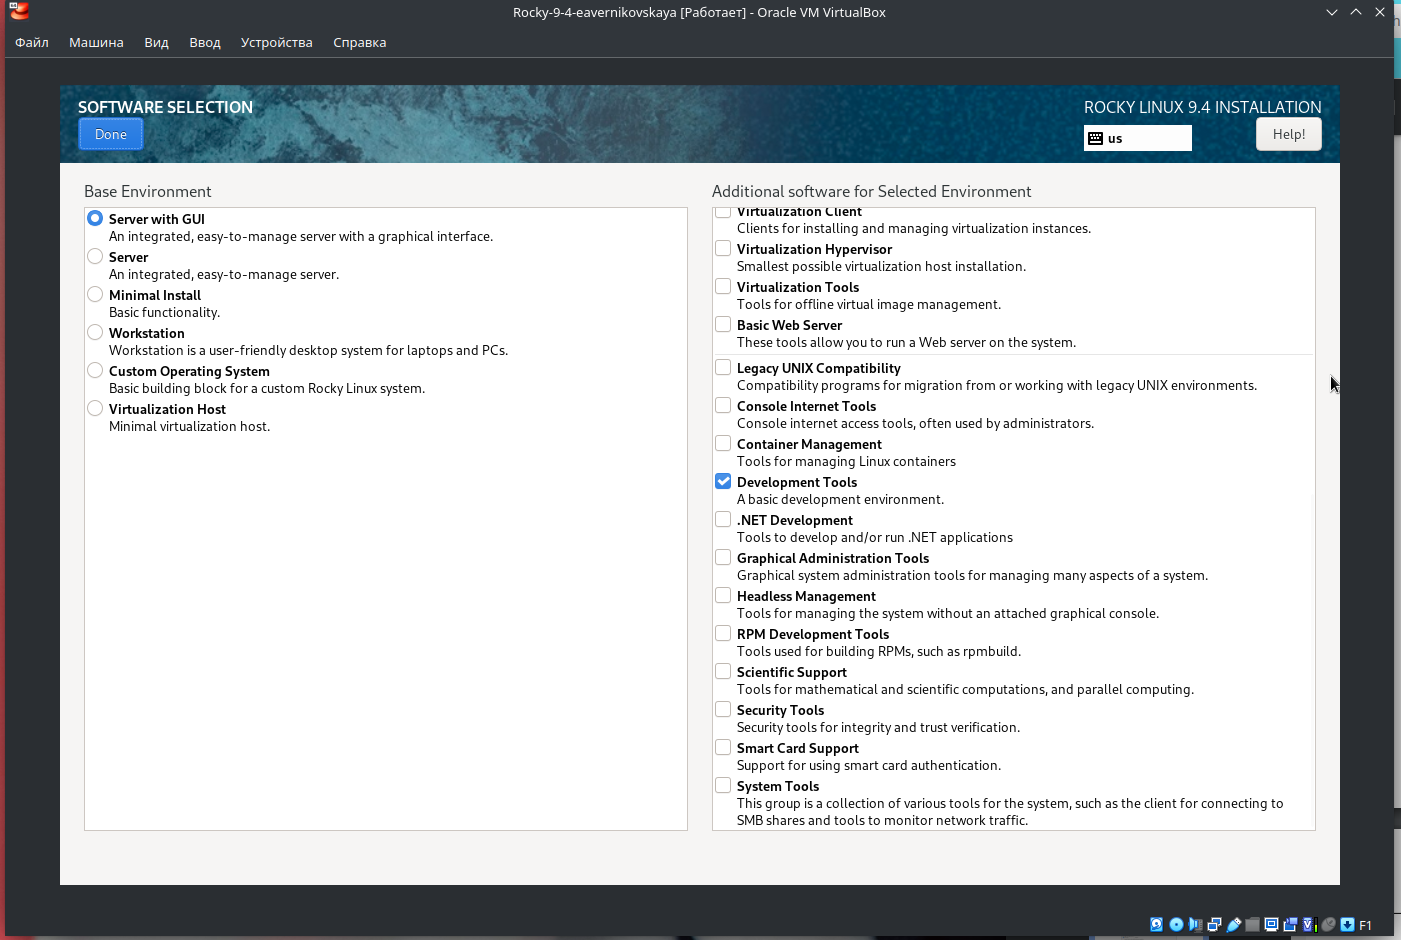 Rocky-9-4-eavernikovskaya [Работает] - Oracle VM VirtualBox
Файл Машина Вид Ввод Устройства Справка
SOFTWARE SELECTION
ROCKY LINUX 9.4 INSTALLATION
Done
us
Help!
Base Environment
Server with GUI
An integrated, easy-to-manage server with a graphical interface.
Server
An integrated, easy-to-manage server.
Minimal Install
Basic functionality.
Workstation
Workstation is a user-friendly desktop system for laptops and PCs.
Custom Operating System
Basic building block for a custom Rocky Linux system.
Virtualization Host
Minimal virtualization host.
Additional software for Selected Environment
Virtualization Client
Clients for installing and managing virtualization instances.
Virtualization Hypervisor
Smallest possible virtualization host installation.
Virtualization Tools
Tools for offline virtual image management.
Basic Web Server
These tools allow you to run a Web server on the system.
Legacy UNIX Compatibility
Compatibility programs for migration from or working with legacy UNIX environments.
Console Internet Tools
Console internet access tools, often used by administrators.
Container Management
Tools for managing Linux containers
Development Tools
A basic development environment.
.NET Development
Tools to develop and/or run .NET applications
Graphical Administration Tools
Graphical system administration tools for managing many aspects of a system.
Headless Management
Tools for managing the system without an attached graphical console.
RPM Development Tools
Tools used for building RPMs, such as rpmbuild.
Scientific Support
Tools for mathematical and scientific computations, and parallel computing.
Security Tools
Security tools for integrity and trust verification.
Smart Card Support
Support for using smart card authentication.
System Tools
This group is a collection of various tools for the system, such as the client for connecting to
SMB shares and tools to monitor network traffic.
F1